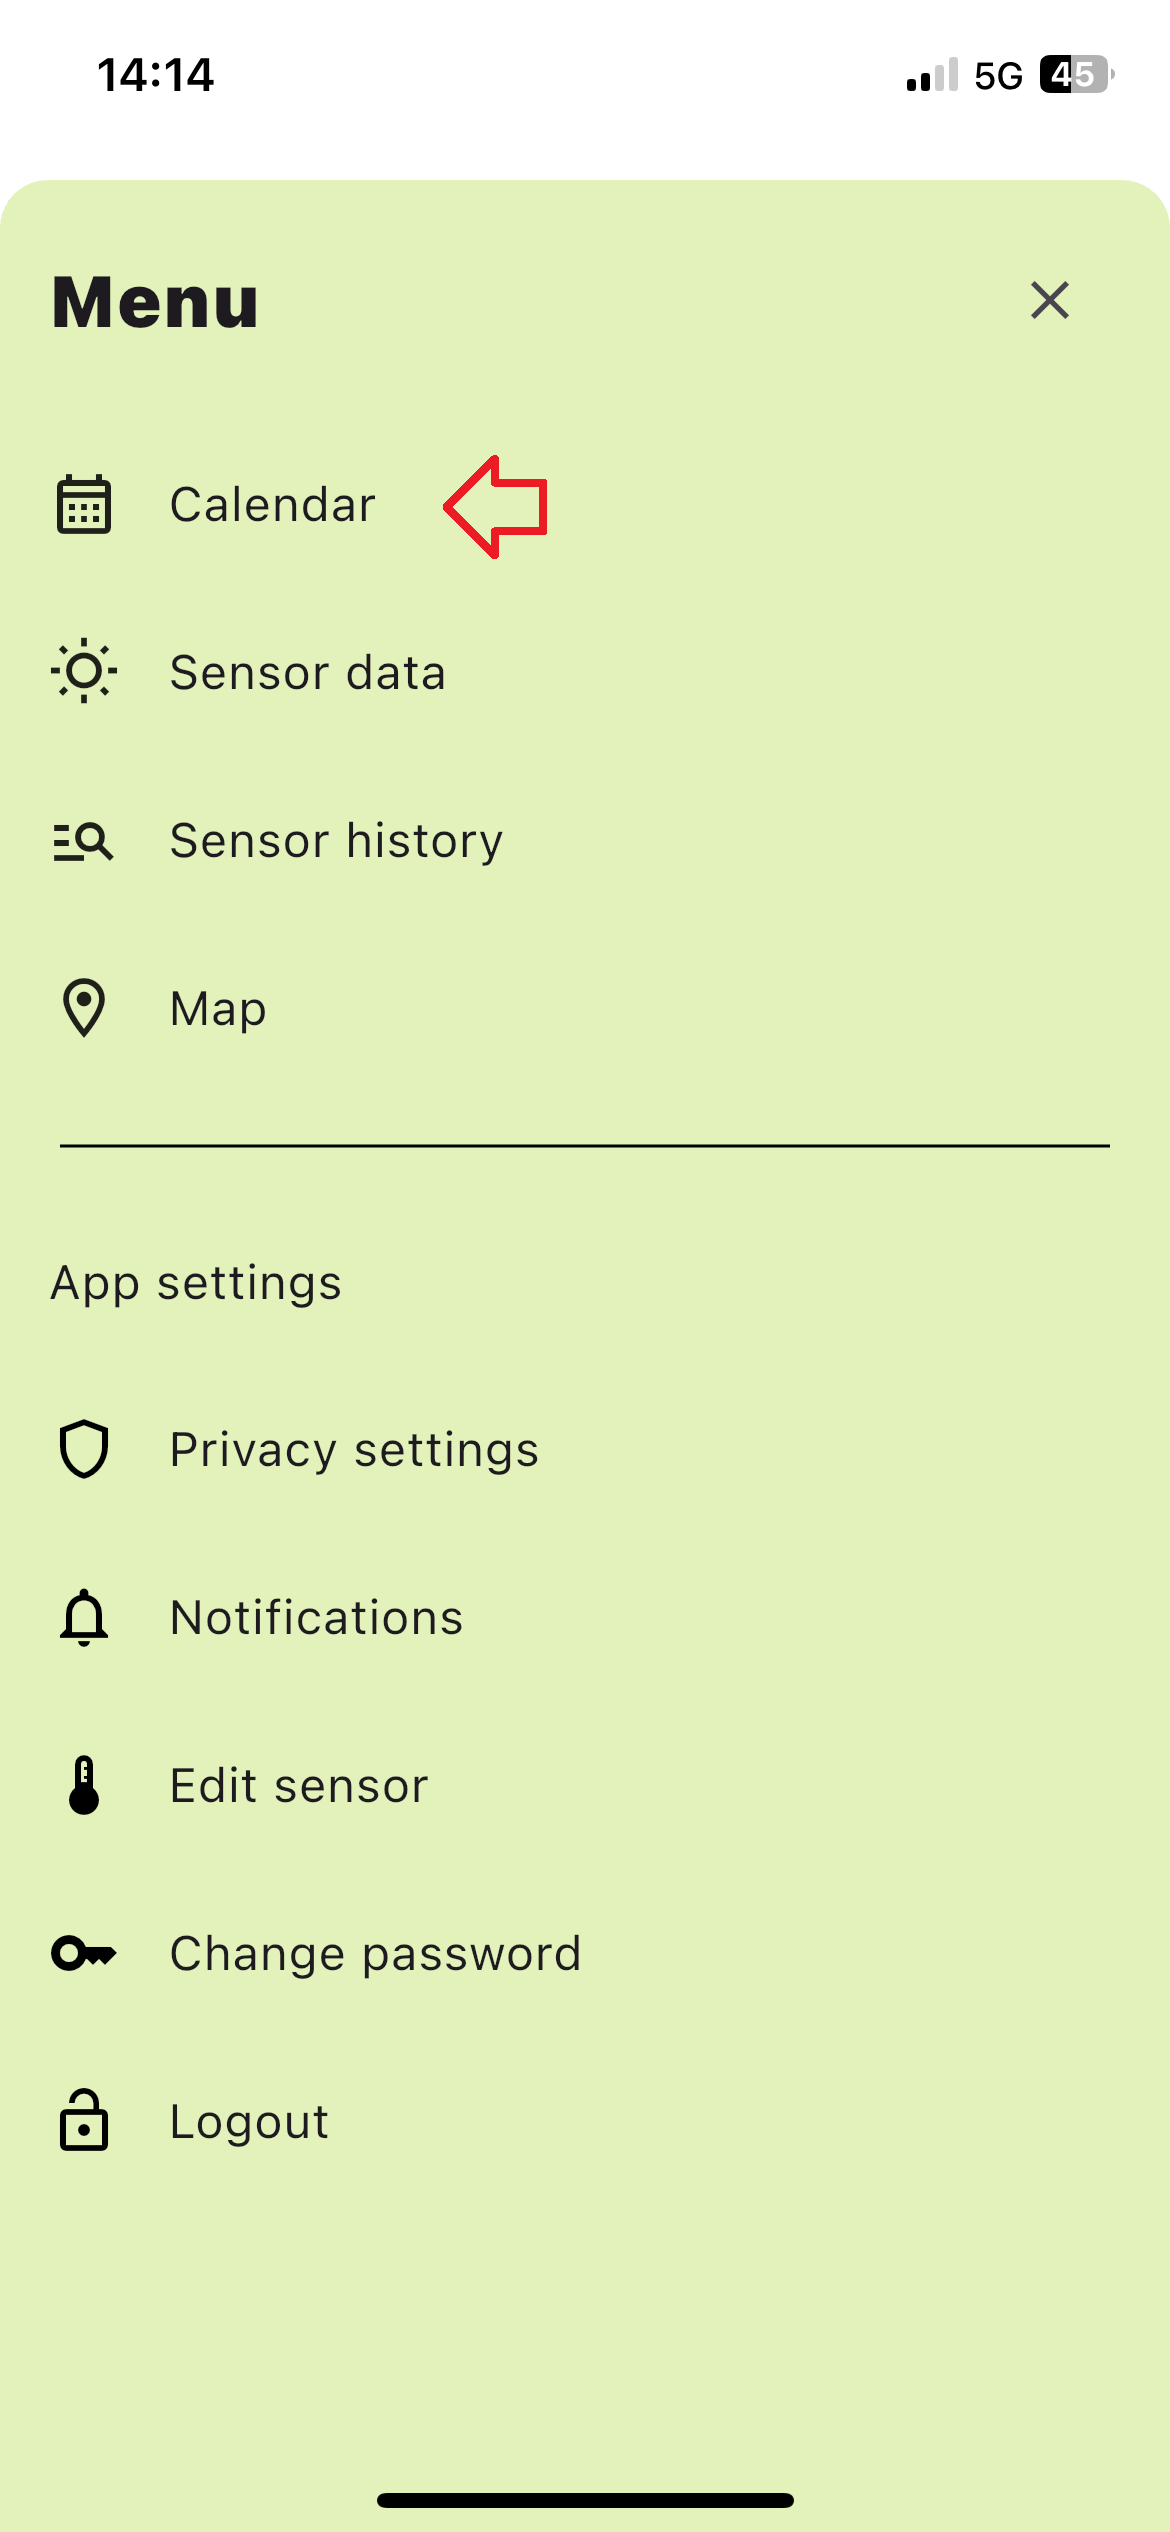 14:14
5G 45
Menu
Calendar
Sensor data
Sensor history
Map
App settings
Privacy settings
Notifications
Edit sensor
Change password
Logout